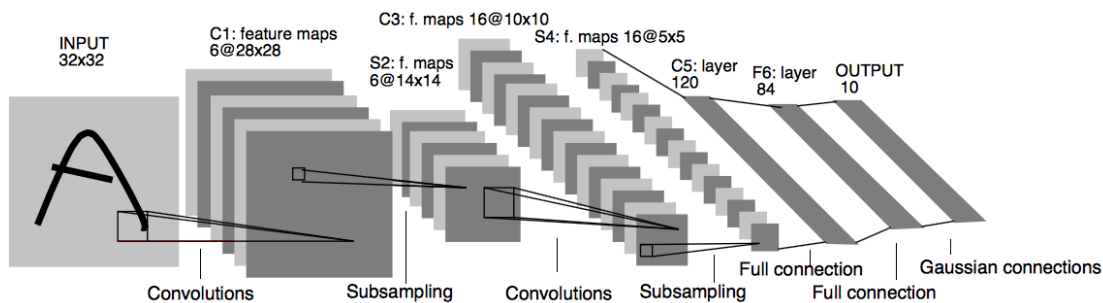 INPUT
32x32
C1: feature maps
6@28x28
S2: f. maps
6@14x14
C3: f. maps 16@10x10
S4: f. maps 16@5x5
C5: layer
120
F6: layer
84
OUTPUT
10
Convolutions
Subsampling
Convolutions
Subsampling
Full connection
Full connection
Gaussian connections